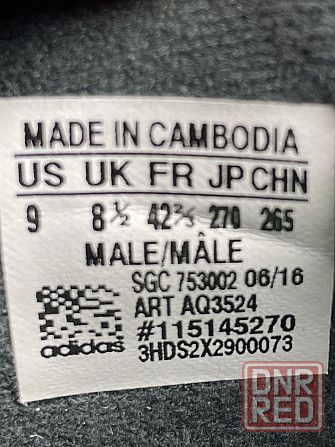 MADE IN CAMBODIA
US UK FR JP CHN
9 8½ 42⅔ 270 265
MALE/MÂLE
SGC 753002 06/16
ART AQ3524
#115145270
adidas 3HDS2X2900073
DNR
RED